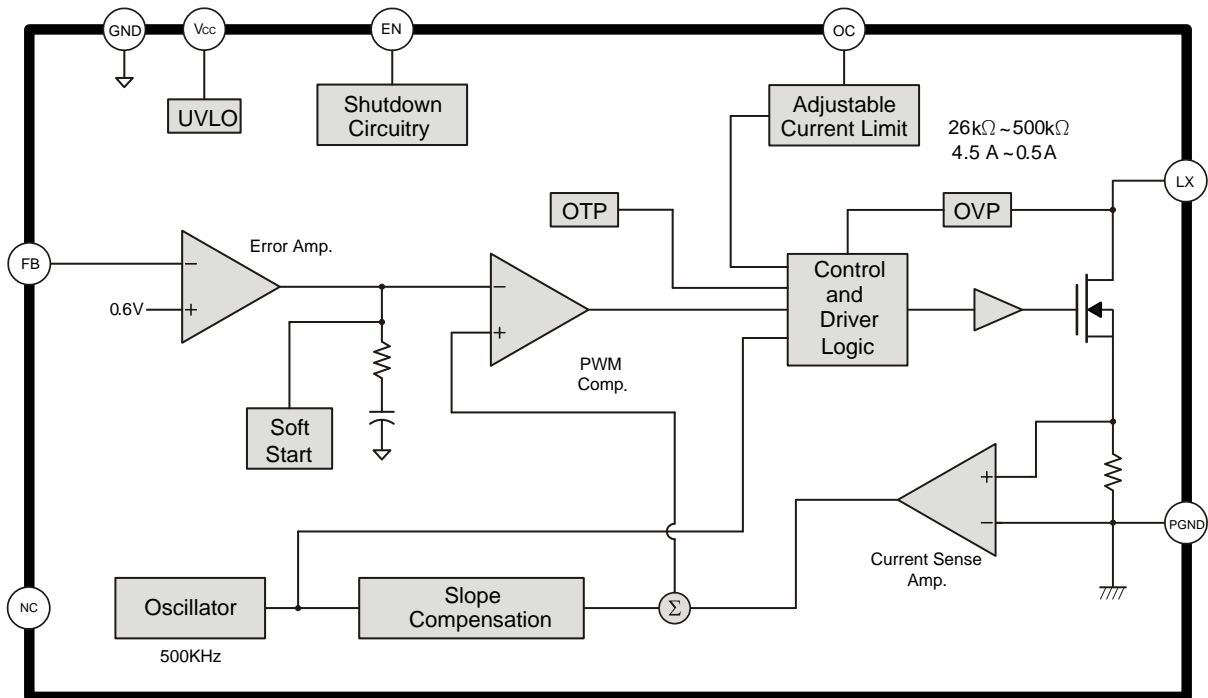 GND
Vcc
EN
OC
UVLO
Shutdown
Circuitry
Adjustable
Current Limit
26kΩ~500kΩ
4.5 A~0.5A
LX
OTP
OVP
FB
Error Amp.
−
+
0.6V
−
+
PWM
Comp.
Control
and
Driver
Logic
Soft
Start
+
−
Current Sense
Amp.
PGND
NC
Oscillator
500KHz
Slope
Compensation
Σ